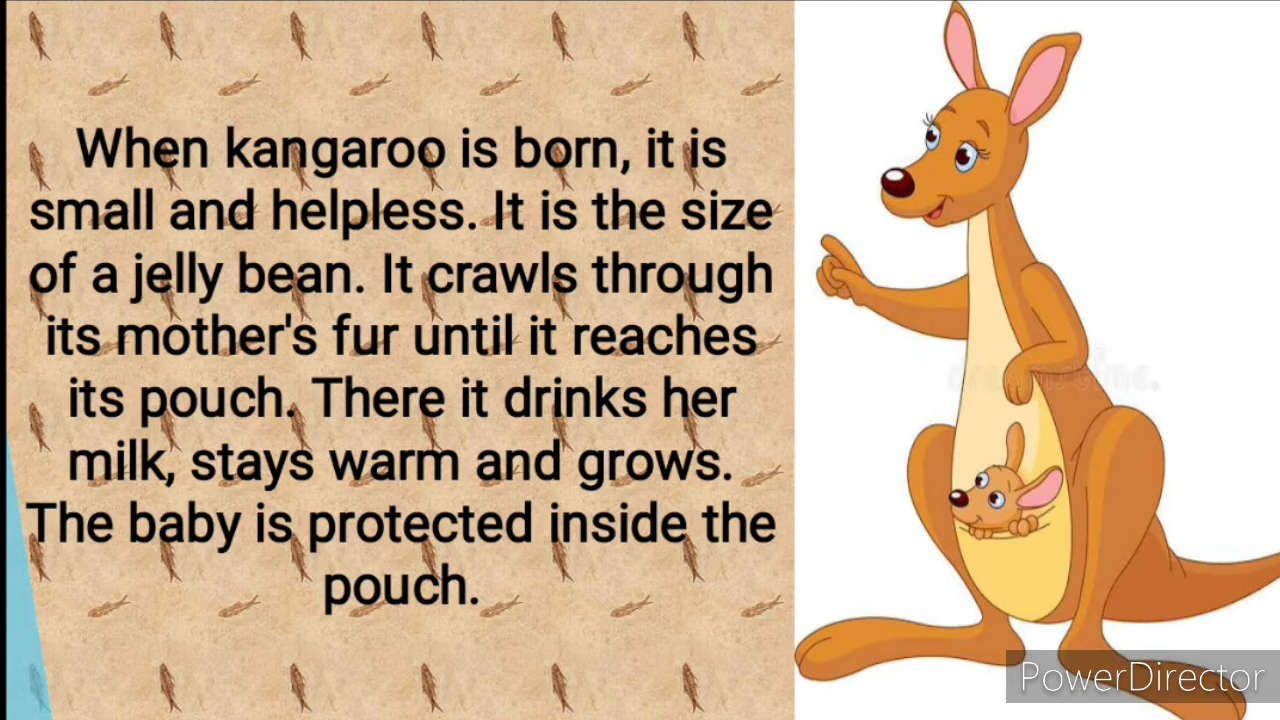 When kangaroo is born, it is
small and helpless. It is the size
of a jelly bean. It crawls through
its mother's fur until it reaches
its pouch. There it drinks her
milk, stays warm and grows.
The baby is protected inside the
pouch.
PowerDirector